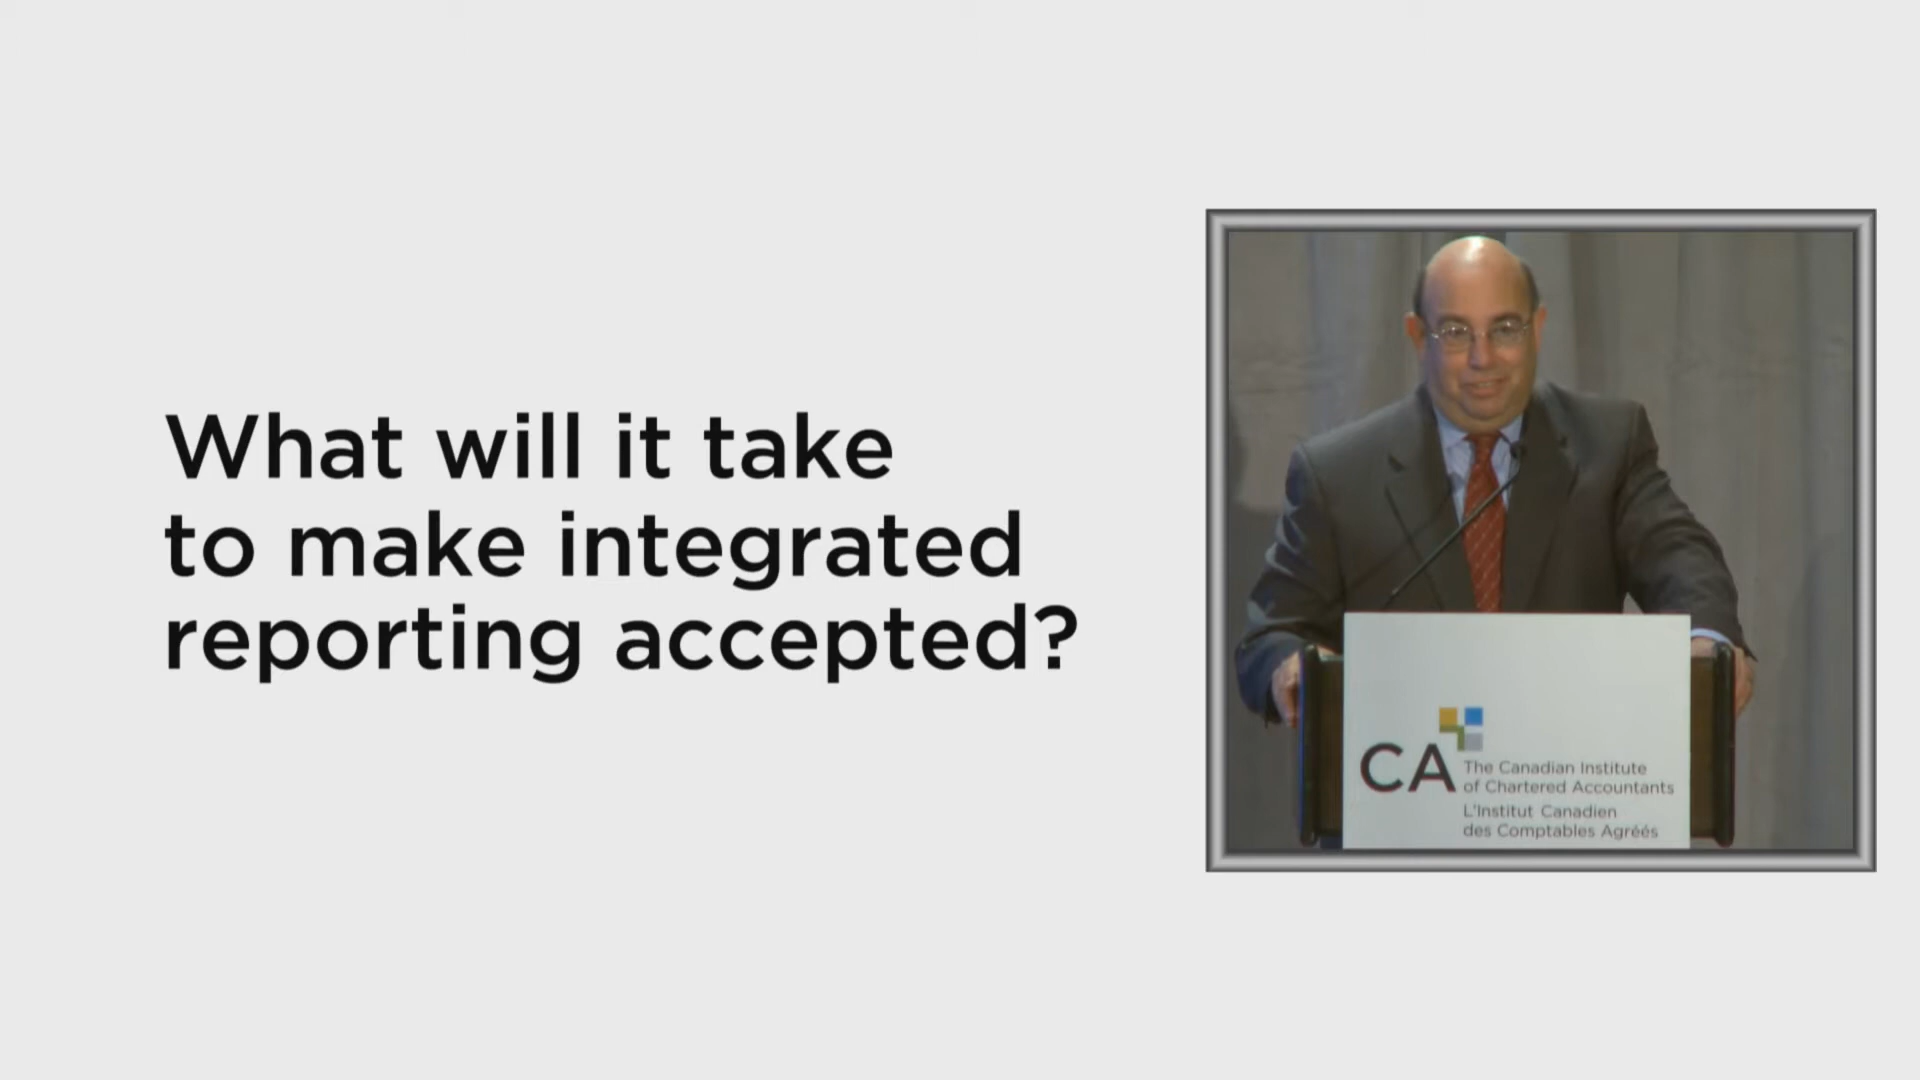 What will it take
to make integrated
reporting accepted?
CA
The Canadian Institute
of Chartered Accountants
L'Institut Canadien
des Comptables Agréés